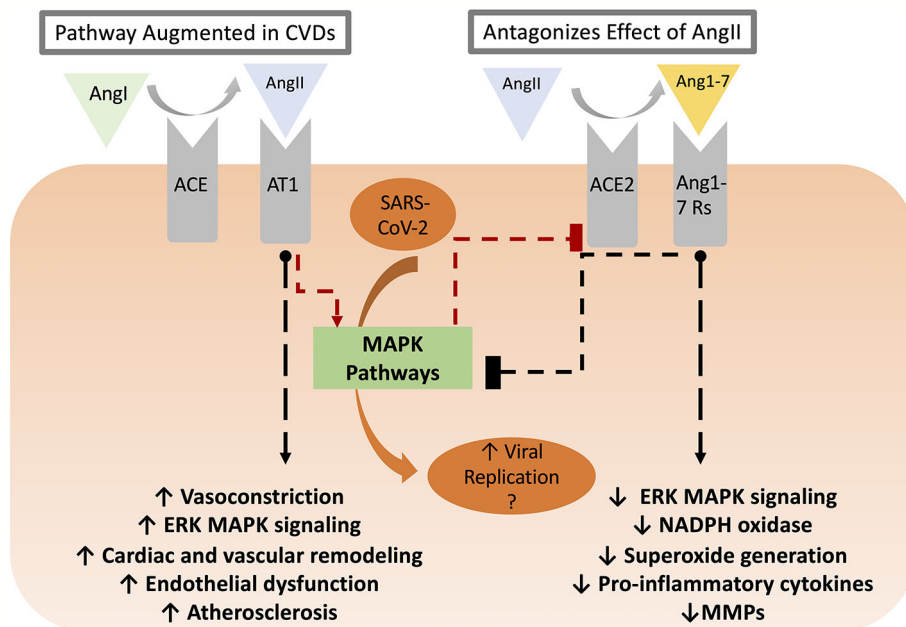 Pathway Augmented in CVDs
Antagonizes Effect of AngII
AngI
AngII
AngII
Ang1-7
ACE
AT1
ACE2
Ang1-
7 Rs
SARS-
CoV-2
MAPK
Pathways
↑ Viral
Replication
?
↑ Vasoconstriction
↑ ERK MAPK signaling
↑ Cardiac and vascular remodeling
↑ Endothelial dysfunction
↑ Atherosclerosis
↓ ERK MAPK signaling
↓ NADPH oxidase
↓ Superoxide generation
↓ Pro-inflammatory cytokines
↓MMPs